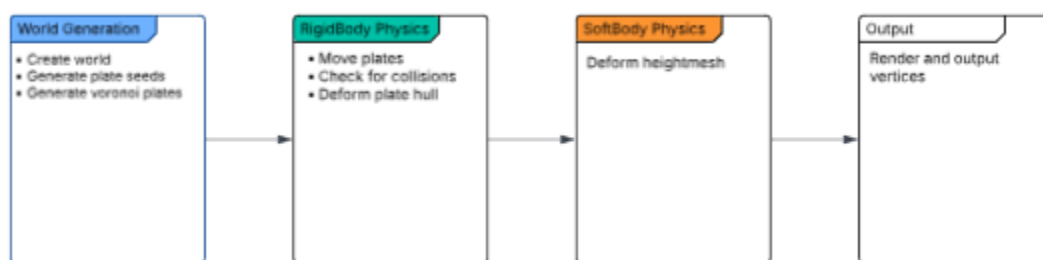 World Generation
• Create world
• Generate plate seeds
• Generate voronoi plates
RigidBody Physics
• Move plates
• Check for collisions
• Deform plate hull
SoftBody Physics
Deform heightmesh
Output
Render and output
vertices